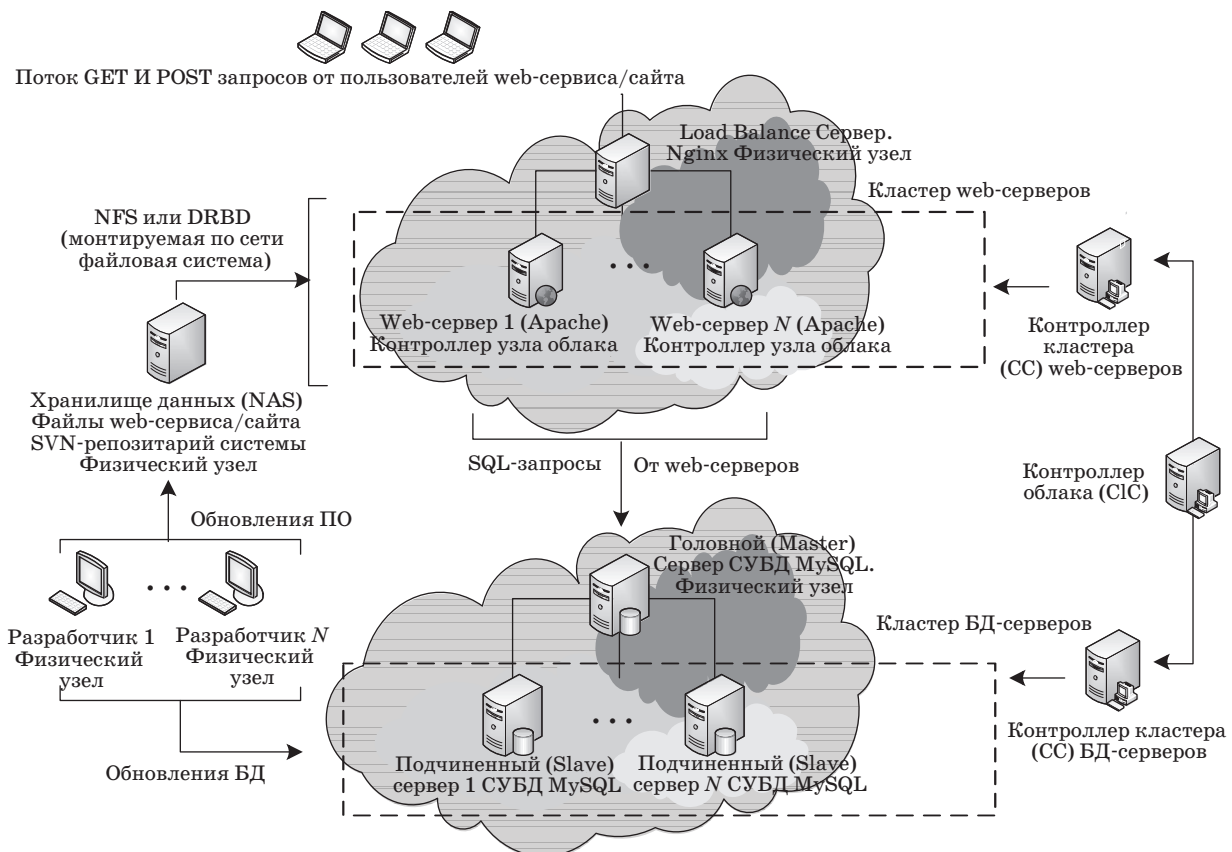 Поток GET И POST запросов от пользователей web-сервиса/сайта
Load Balance Сервер.
Nginx Физический узел
Кластер web-серверов
NFS или DRBD
(монтируемая по сети
файловая система)
Web-сервер 1 (Apache)
Контроллер узла облака
Web-сервер N (Apache)
Контроллер узла облака
Контроллер
кластера
(CC) web-серверов
Хранилище данных (NAS)
Файлы web-сервиса/сайта
SVN-репозитарий системы
Физический узел
SQL-запросы
От web-серверов
Контроллер
облака (ClC)
Обновления ПО
Головной (Master)
Сервер СУБД MySQL.
Физический узел
Разработчик 1
Физический
узел
Разработчик N
Физический
узел
Кластер БД-серверов
Подчиненный (Slave)
сервер 1 СУБД MySQL
Подчиненный (Slave)
сервер N СУБД MySQL
Контроллер кластера
(CC) БД-серверов
Обновления БД